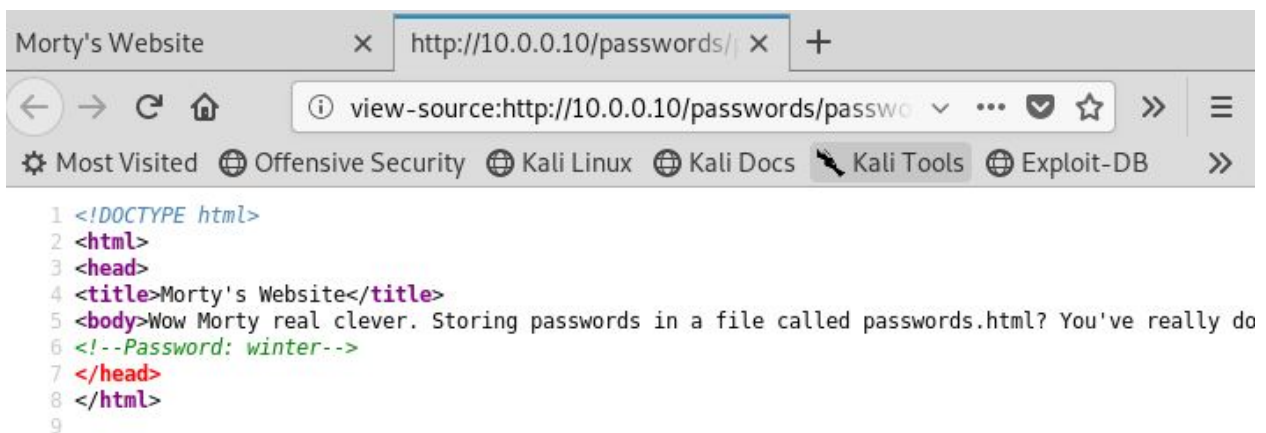 Morty's Website × http://10.0.0.10/passwords/ × +
view-source:http://10.0.0.10/passwords/passwo ••• »
Most Visited Offensive Security Kali Linux Kali Docs Kali Tools Exploit-DB »
1 <!DOCTYPE html>
2 <html>
3 <head>
4 <title>Morty's Website</title>
5 <body>Wow Morty real clever. Storing passwords in a file called passwords.html? You've really do
6 <!--Password: winter-->
7 </head>
8 </html>
9